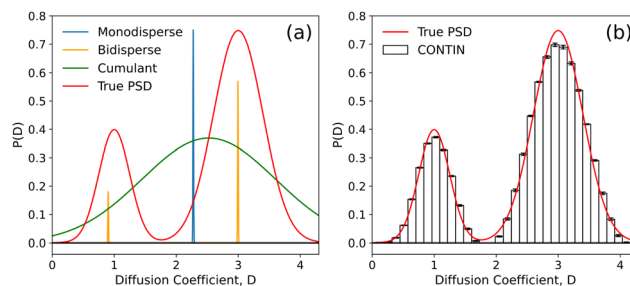 (a)
Monodisperse
Bidisperse
Cumulant
True PSD
P(D)
0.8
0.7
0.6
0.5
0.4
0.3
0.2
0.1
0.0
0 1 2 3 4
Diffusion Coefficient, D
(b)
True PSD
CONTIN
P(D)
0.8
0.7
0.6
0.5
0.4
0.3
0.2
0.1
0.0
0 1 2 3 4
Diffusion Coefficient, D